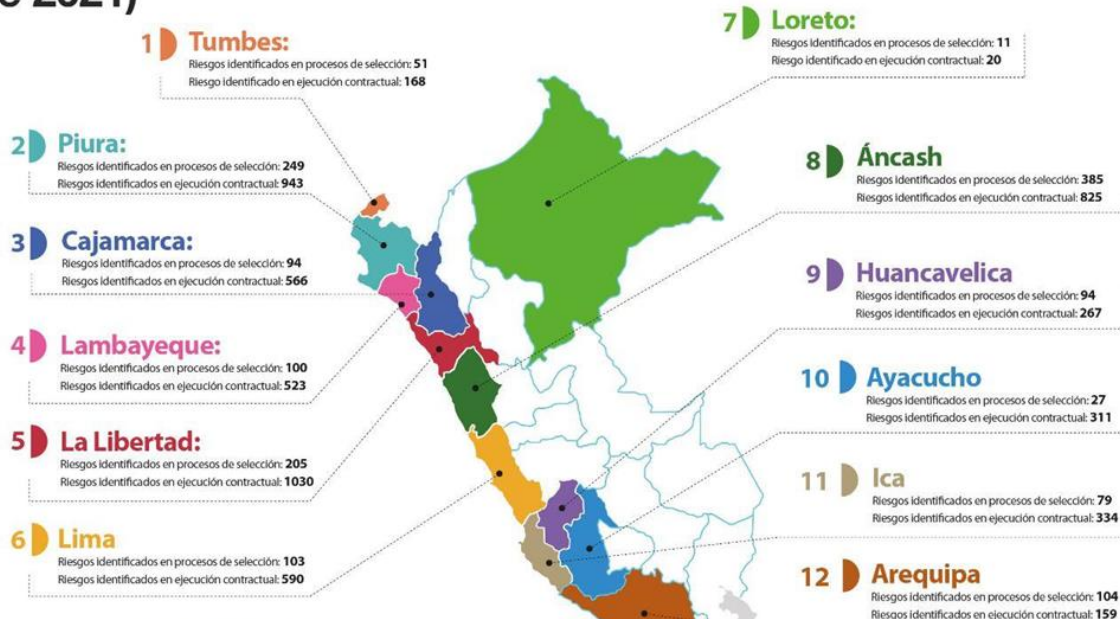 2021)
1 Tumbes:
Riesgos identificados en procesos de selección: 51
Riesgo identificado en ejecución contractual: 168
2 Piura:
Riesgos identificados en procesos de selección: 249
Riesgos identificados en ejecución contractual: 943
3 Cajamarca:
Riesgos identificados en procesos de selección: 94
Riesgos identificados en ejecución contractual: 566
4 Lambayeque:
Riesgos identificados en procesos de selección: 100
Riesgos identificados en ejecución contractual: 523
5 La Libertad:
Riesgos identificados en procesos de selección: 205
Riesgos identificados en ejecución contractual: 1030
6 Lima
Riesgos identificados en procesos de selección: 103
Riesgos identificados en ejecución contractual: 590
7 Loreto:
Riesgos identificados en procesos de selección: 11
Riesgo identificado en ejecución contractual: 20
8 Áncash
Riesgos identificados en procesos de selección: 385
Riesgos identificados en ejecución contractual: 825
9 Huancavelica
Riesgos identificados en procesos de selección: 94
Riesgos identificados en ejecución contractual: 267
10 Ayacucho
Riesgos identificados en procesos de selección: 27
Riesgos identificados en ejecución contractual: 311
11 Ica
Riesgos identificados en procesos de selección: 79
Riesgos identificados en ejecución contractual: 334
12 Arequipa
Riesgos identificados en procesos de selección: 104
Riesgos identificados en ejecución contractual: 159